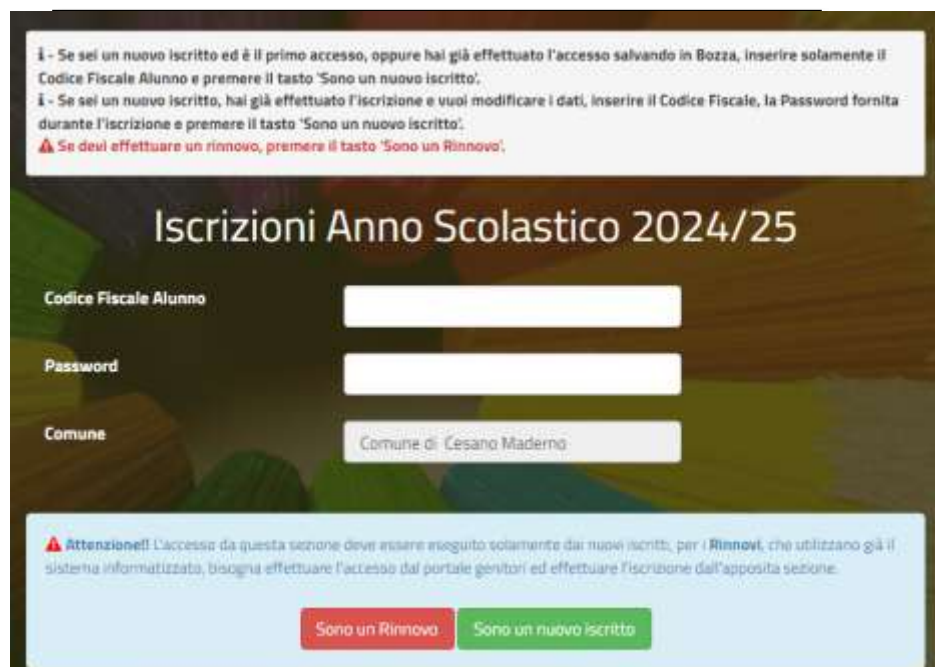 i - Se sei un nuovo iscritto ed è il primo accesso, oppure hai già effettuato l'accesso salvando in Bozza, inserire solamente il
Codice Fiscale Alunno e premere il tasto 'Sono un nuovo iscritto'.
i - Se sei un nuovo iscritto, hai già effettuato l'iscrizione e vuoi modificare i dati, inserire il Codice Fiscale, la Password fornita
durante l'iscrizione e premere il tasto 'Sono un nuovo iscritto'.
Se devi effettuare un rinnovo, premere il tasto 'Sono un Rinnovo'.
Iscrizioni Anno Scolastico 2024/25
Codice Fiscale Alunno
Password
Comune
Comune di Cesano Maderno
Attenzione!! L'accesso da questa sezione deve essere eseguito solamente dai nuovi iscritti, per i Rinnovi, che utilizzano già il
sistema informatizzato, bisogna effettuare l'accesso dal portale genitori ed effettuare l'iscrizione dall'apposita sezione.
Sono un Rinnovo
Sono un nuovo iscritto